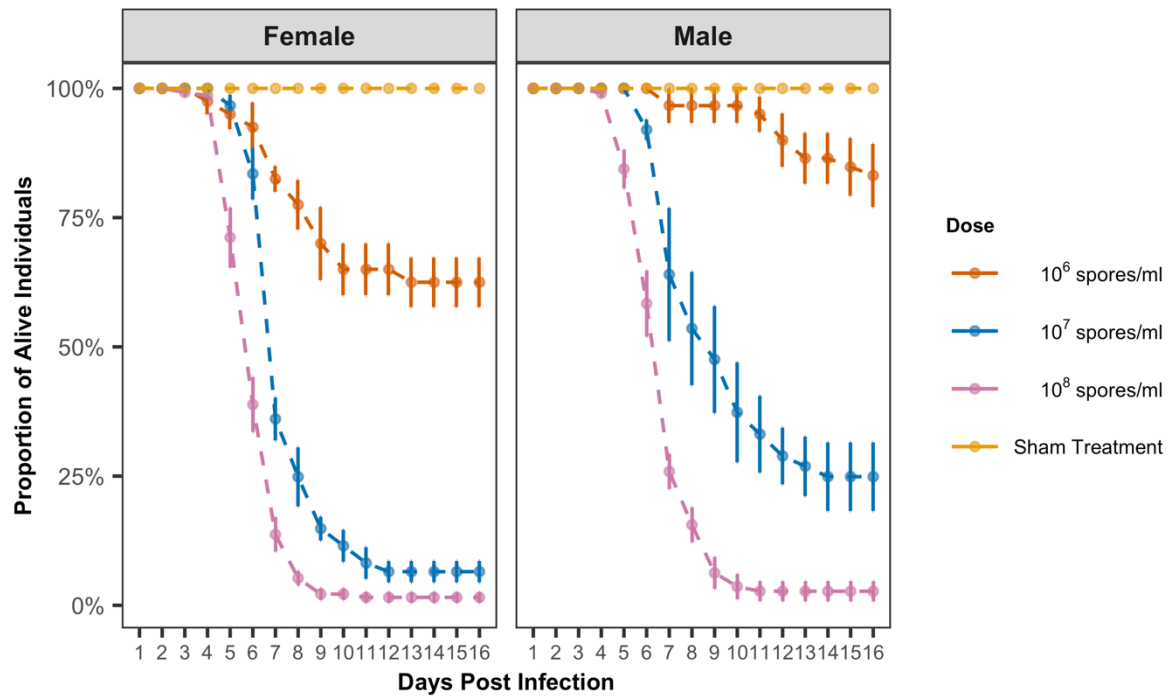 Female Male
100%
75%
50%
25%
0%
Proportion of Alive Individuals
1 2 3 4 5 6 7 8 9 10 11 12 13 14 15 16
1 2 3 4 5 6 7 8 9 10 11 12 13 14 15 16
Days Post Infection
Dose
10⁶ spores/ml
10⁷ spores/ml
10⁸ spores/ml
Sham Treatment